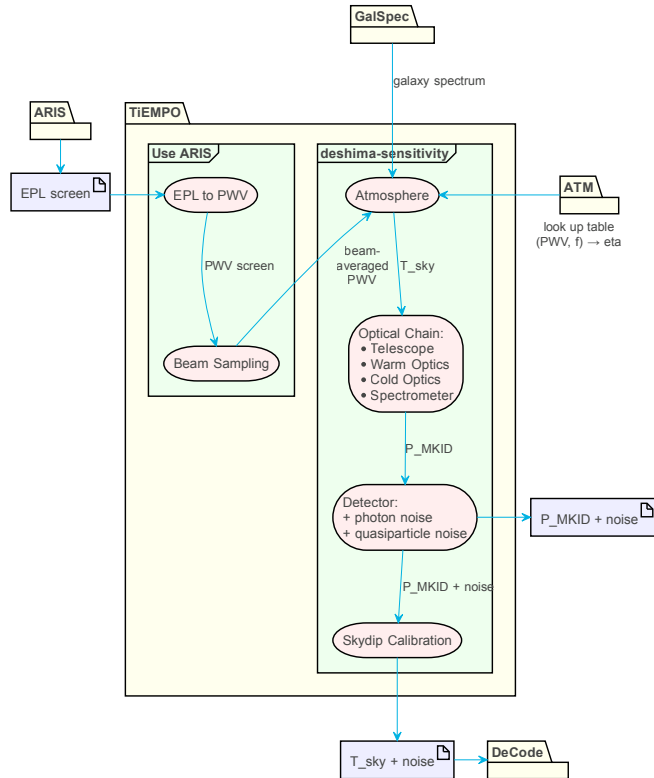 GalSpec
galaxy spectrum
ARIS
TiEMPO
Use ARIS
deshima-sensitivity
EPL screen
EPL to PWV
Atmosphere
ATM
look up table
(PWV, f) → eta
PWV screen
beam-
averaged
PWV
T_sky
Beam Sampling
Optical Chain:
• Telescope
• Warm Optics
• Cold Optics
• Spectrometer
P_MKID
Detector:
+ photon noise
+ quasiparticle noise
P_MKID + noise
P_MKID + noise
Skydip Calibration
T_sky + noise
DeCode